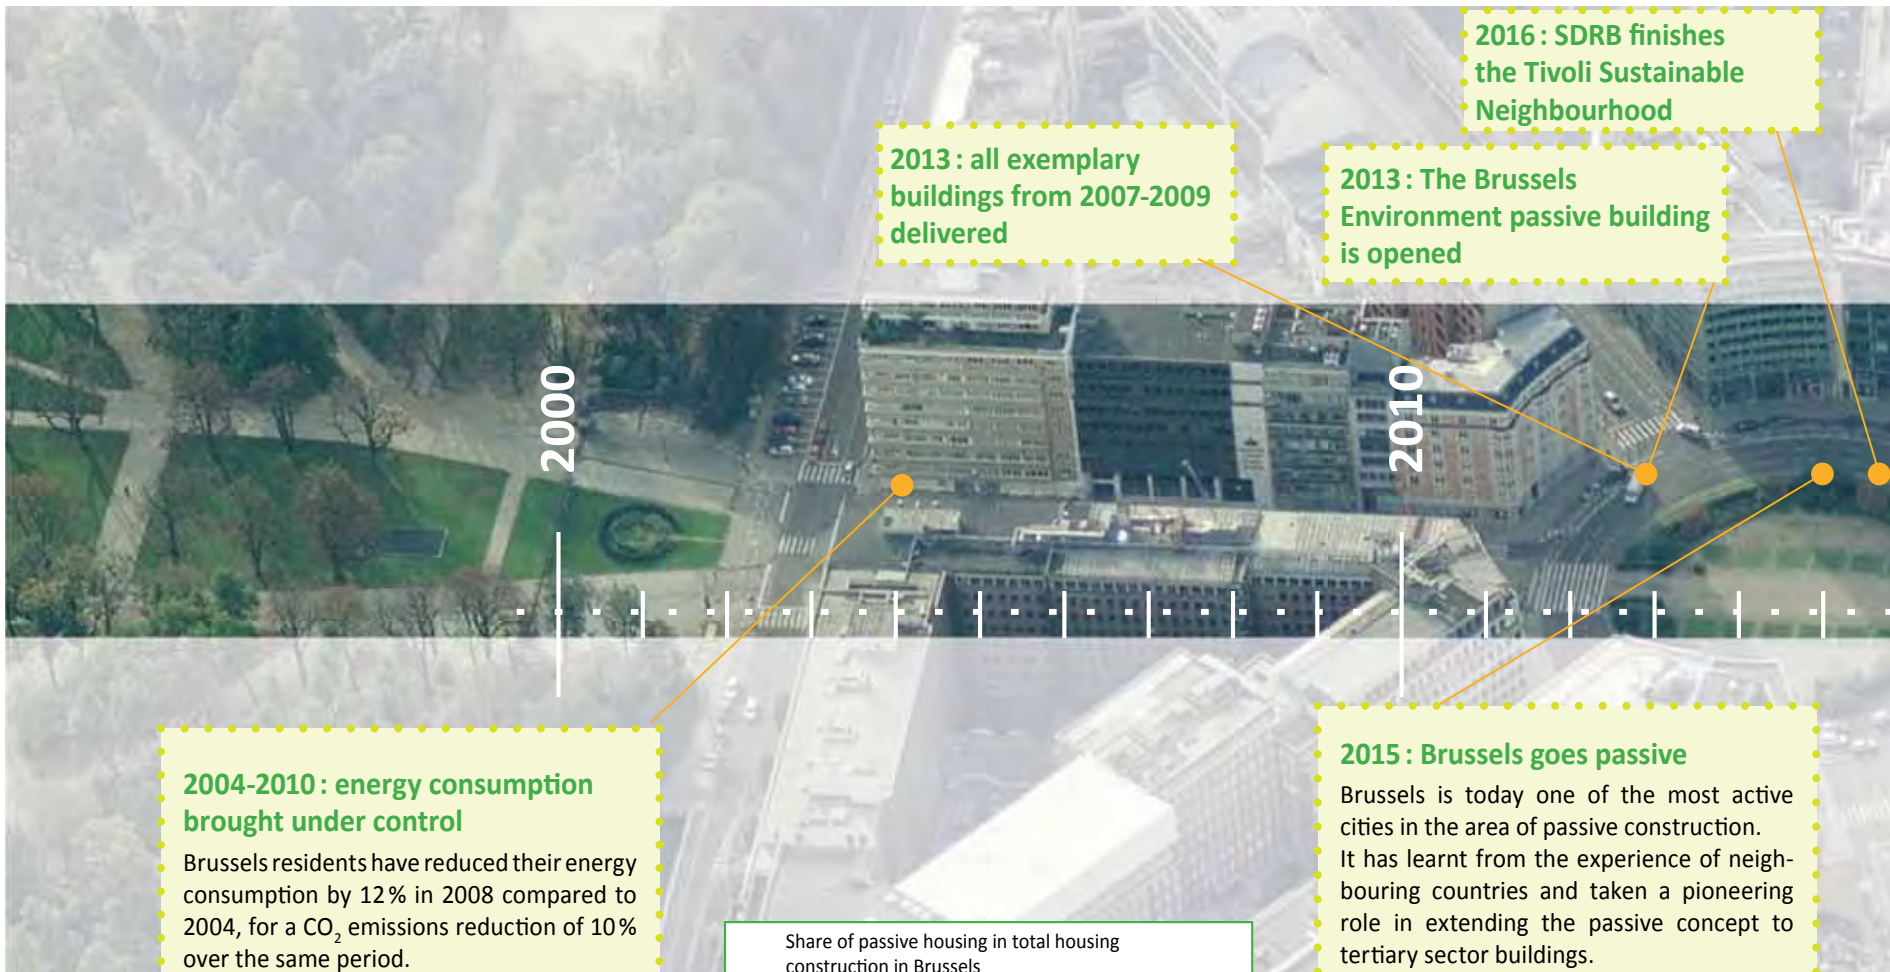 2016 : SDRB finishes
the Tivoli Sustainable
Neighbourhood
2013 : all exemplary
buildings from 2007-2009
delivered
2013 : The Brussels
Environment passive building
is opened
2000
2010
2004-2010 : energy consumption
brought under control
Brussels residents have reduced their energy
consumption by 12 % in 2008 compared to
2004, for a CO₂ emissions reduction of 10 %
over the same period.
Share of passive housing in total housing
construction in Brussels
2015 : Brussels goes passive
Brussels is today one of the most active
cities in the area of passive construction.
It has learnt from the experience of neigh-
bouring countries and taken a pioneering
role in extending the passive concept to
tertiary sector buildings.